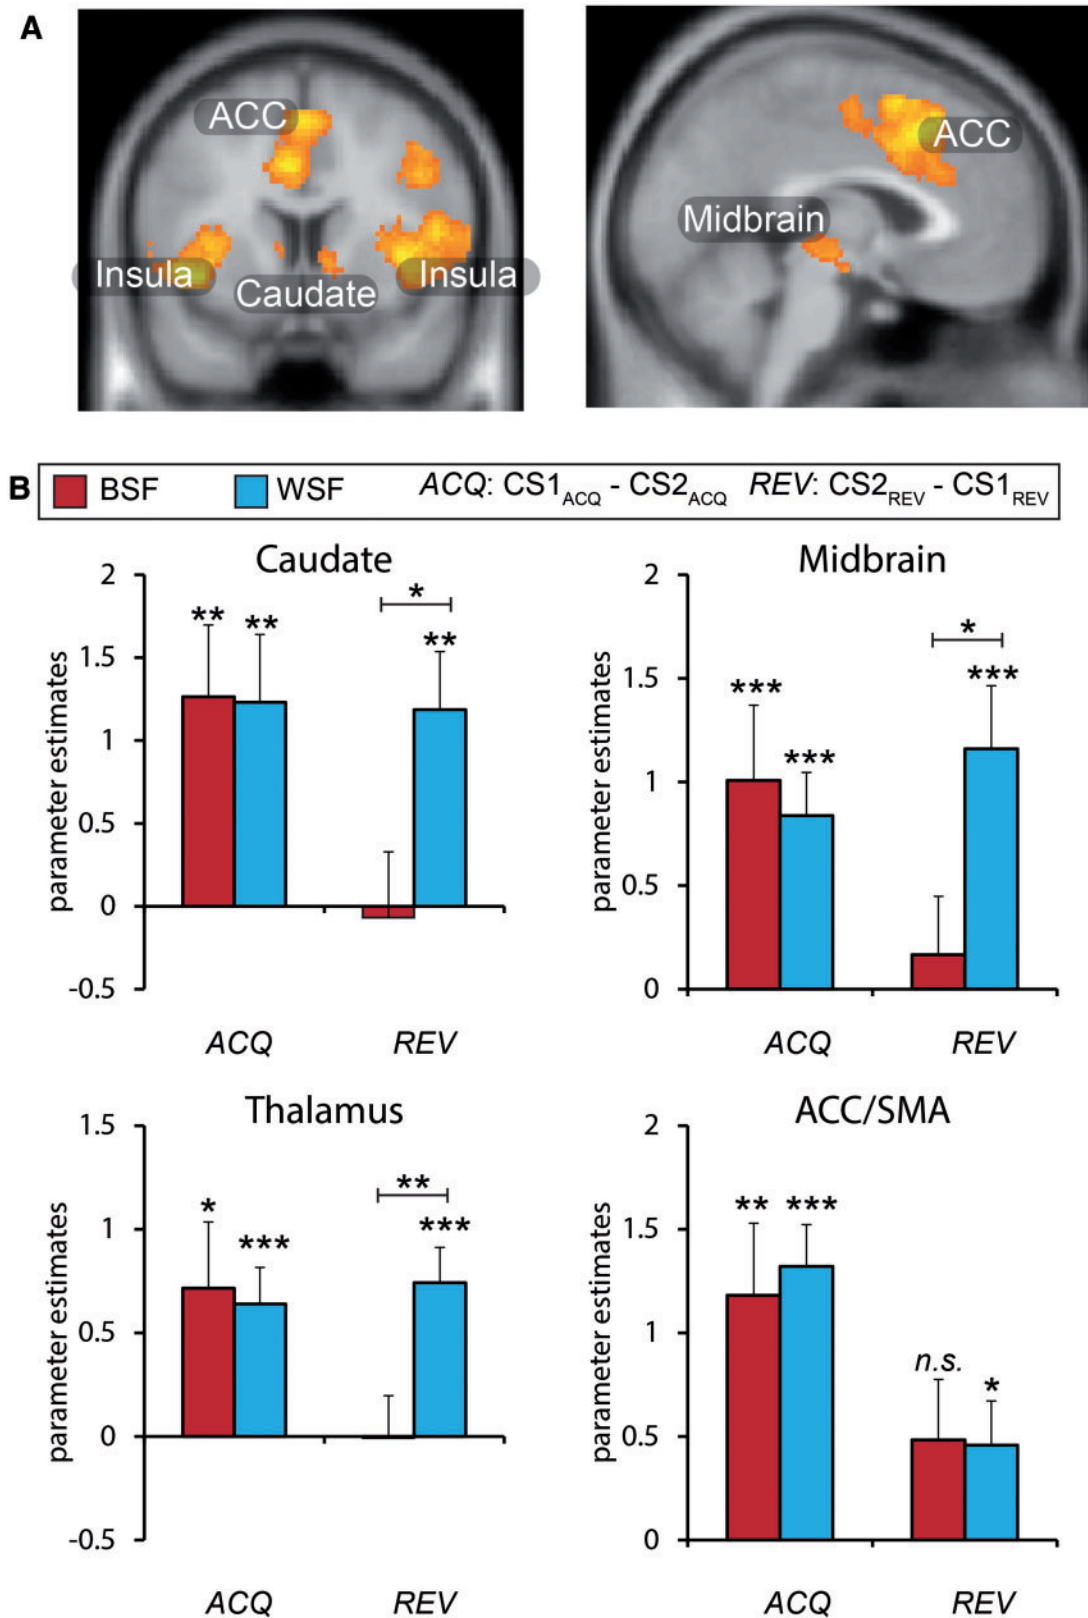 A
ACC
Insula
Caudate
Insula
ACC
Midbrain
B BSF WSF ACQ: CS1ACQ - CS2ACQ REV: CS2REV - CS1REV
Caudate
parameter estimates
2
1.5
1
0.5
0
-0.5
** ** * **
ACQ REV
Midbrain
parameter estimates
2
1.5
1
0.5
0
*** *** * ***
ACQ REV
Thalamus
parameter estimates
1.5
1
0.5
0
-0.5
* *** ** ***
ACQ REV
ACC/SMA
parameter estimates
2
1.5
1
0.5
0
** *** n.s. *
ACQ REV